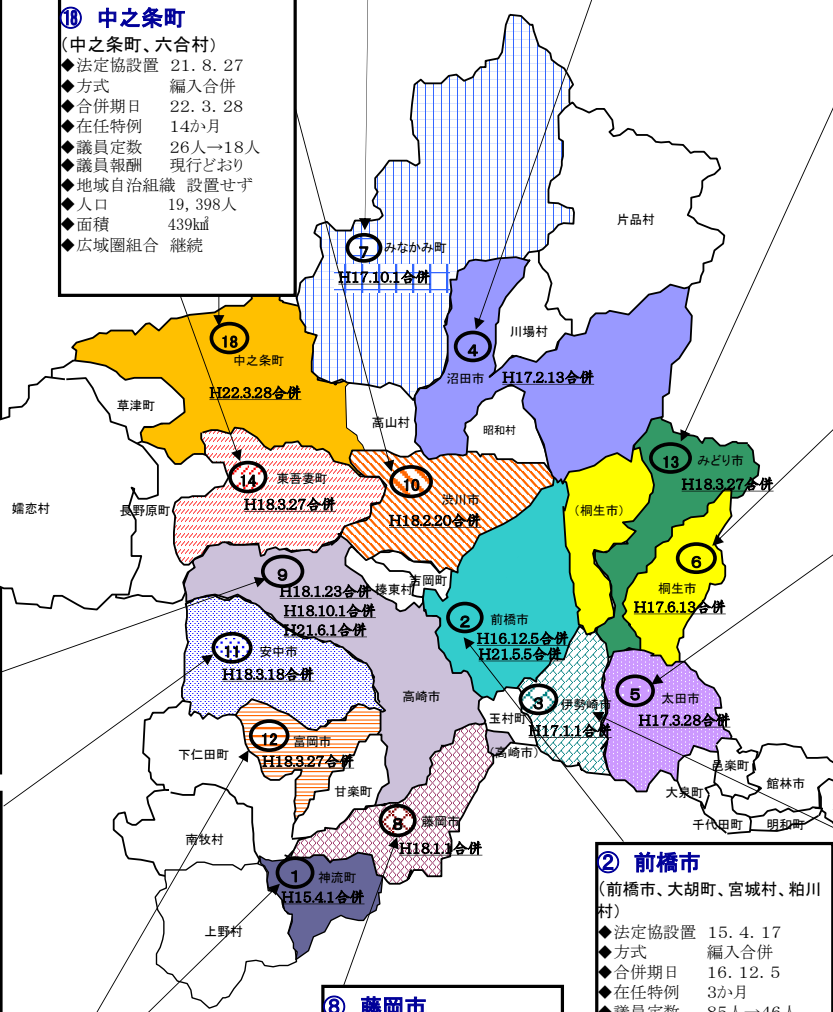 ⑱ 中之条町
(中之条町、六合村)
◆法定協設置 21. 8. 27
◆方式 編入合併
◆合併期日 22. 3. 28
◆在任特例 14か月
◆議員定数 26人→18人
◆議員報酬 現行どおり
◆地域自治組織 設置せず
◆人口 19, 398人
◆面積 439k㎡
◆広域圏組合 継続
片品村
7 みなかみ町
H17.10.1合併
川場村
18
中之条町
4
沼田市
H17.2.13合併
H22.3.28合併
草津町
高山村
昭和村
13 みどり市
H18.3.27合併
14 東吾妻町
H18.3.27合併
10
渋川市
H18.2.20合併
嬬恋村
長野原町
(桐生市)
6
桐生市
H17.6.13合併
9
H18.1.23合併
H18.10.1合併
H21.6.1合併
榛東村
吉岡町
2 前橋市
H16.12.5合併
H21.5.5合併
11 安中市
H18.3.18合併
高崎市
玉村町
3 伊勢崎市
H17.1.1合併
5 太田市
H17.3.28合併
(高崎市)
12 富岡市
H18.3.27合併
下仁田町
甘楽町
邑楽町
館林市
大泉町
千代田町
明和町
8 藤岡市
H18.1.1合併
南牧村
1 神流町
H15.4.1合併
上野村
② 前橋市
(前橋市、大胡町、宮城村、粕川
村)
◆法定協設置 15. 4. 17
◆方式 編入合併
◆合併期日 16. 12. 5
◆在任特例 3か月
◆議員定数 85人→46人
⑧ 藤岡市